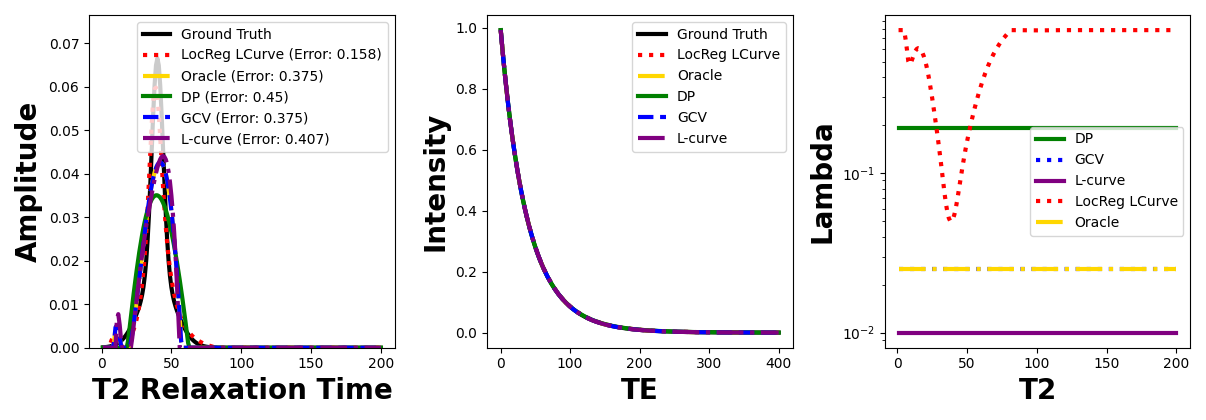 Amplitude
0.07
0.06
0.05
0.04
0.03
0.02
0.01
0.00
0
50
100
150
200
T2 Relaxation Time
Ground Truth
LocReg LCurve (Error: 0.158)
Oracle (Error: 0.375)
DP (Error: 0.45)
GCV (Error: 0.375)
L-curve (Error: 0.407)
Intensity
1.0
0.8
0.6
0.4
0.2
0.0
0
100
200
300
400
TE
Ground Truth
LocReg LCurve
Oracle
DP
GCV
L-curve
Lambda
10⁻¹
10⁻²
0
50
100
150
200
T2
DP
GCV
L-curve
LocReg LCurve
Oracle